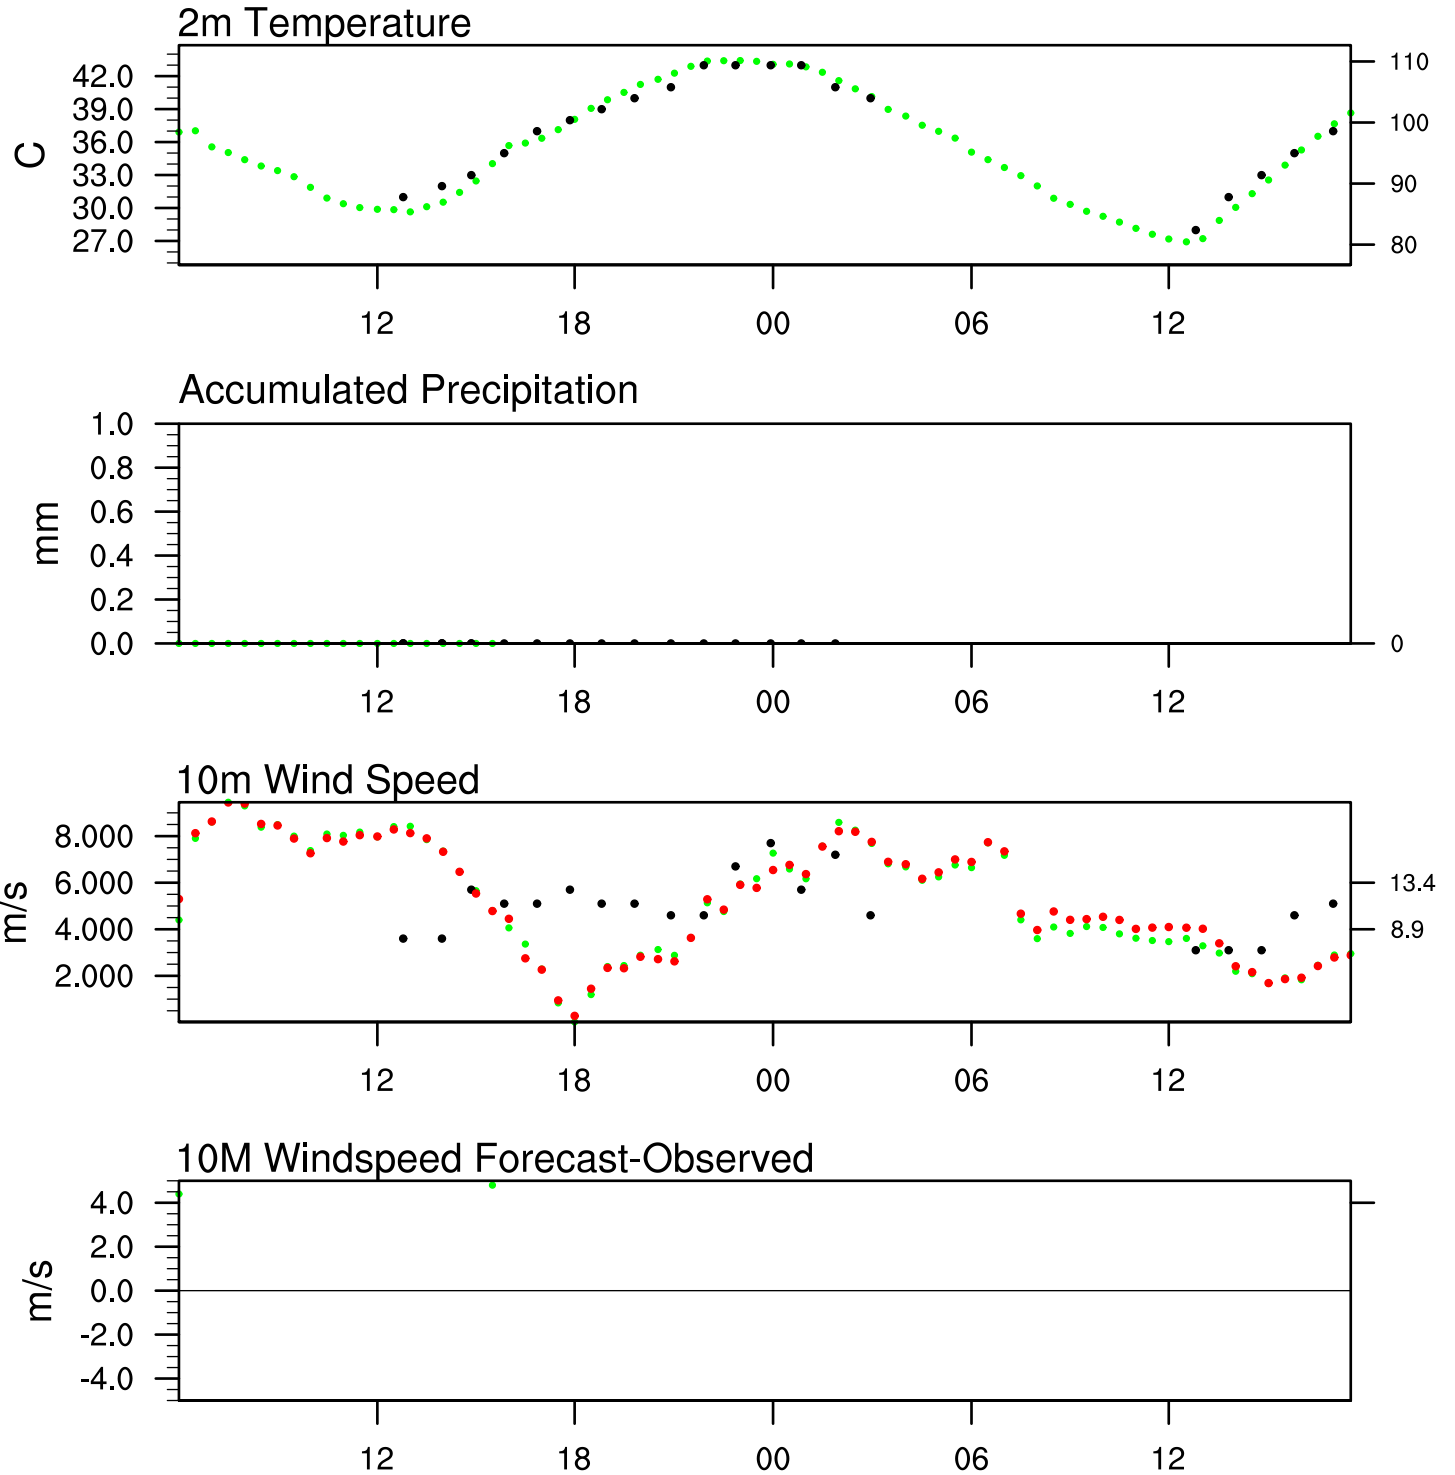 2m Temperature
42.0
39.0
36.0
33.0
30.0
27.0
C
110
100
90
80
12 18 00 06 12
Accumulated Precipitation
1.0
0.8
0.6
0.4
0.2
0.0
mm
0
12 18 00 06 12
10m Wind Speed
8.000
6.000
4.000
2.000
m/s
13.4
8.9
12 18 00 06 12
10M Windspeed Forecast-Observed
4.0
2.0
0.0
-2.0
-4.0
m/s
12 18 00 06 12